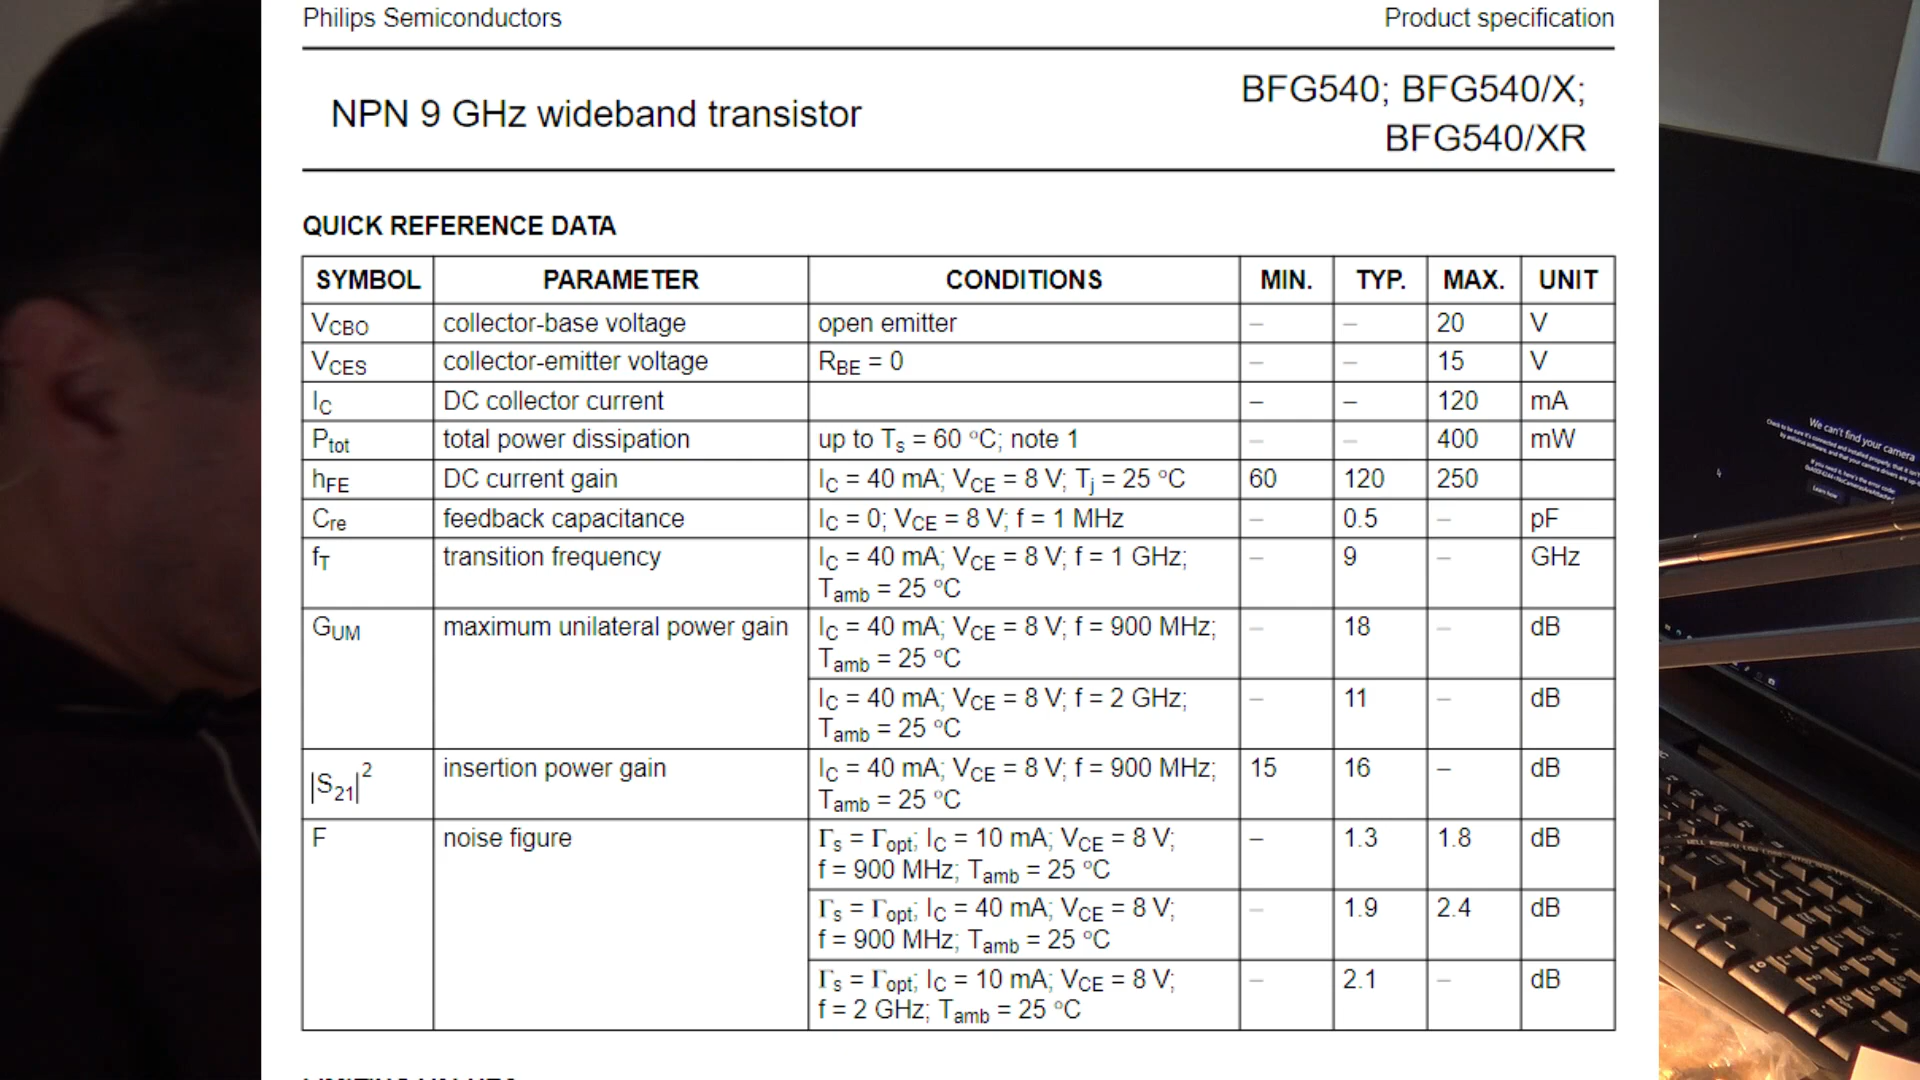 Philips Semiconductors Product specification
NPN 9 GHz wideband transistor
BFG540; BFG540/X;
BFG540/XR
QUICK REFERENCE DATA
SYMBOL PARAMETER CONDITIONS MIN. TYP. MAX. UNIT
VCBO collector-base voltage open emitter – – 20 V
VCES collector-emitter voltage RBE = 0 – – 15 V
IC DC collector current – – 120 mA
Ptot total power dissipation up to Ts = 60 °C; note 1 – – 400 mW
hFE DC current gain IC = 40 mA; VCE = 8 V; Tj = 25 °C 60 120 250
Cre feedback capacitance IC = 0; VCE = 8 V; f = 1 MHz – 0.5 – pF
fT transition frequency IC = 40 mA; VCE = 8 V; f = 1 GHz; – 9 – GHz
Tamb = 25 °C
GUM maximum unilateral power gain IC = 40 mA; VCE = 8 V; f = 900 MHz; – 18 – dB
Tamb = 25 °C
IC = 40 mA; VCE = 8 V; f = 2 GHz; – 11 – dB
Tamb = 25 °C
|S21|² insertion power gain IC = 40 mA; VCE = 8 V; f = 900 MHz; 15 16 – dB
Tamb = 25 °C
F noise figure Γs = Γopt; IC = 10 mA; VCE = 8 V; – 1.3 1.8 dB
f = 900 MHz; Tamb = 25 °C
Γs = Γopt; IC = 40 mA; VCE = 8 V; – 1.9 2.4 dB
f = 900 MHz; Tamb = 25 °C
Γs = Γopt; IC = 10 mA; VCE = 8 V; – 2.1 – dB
f = 2 GHz; Tamb = 25 °C
We can't find your camera